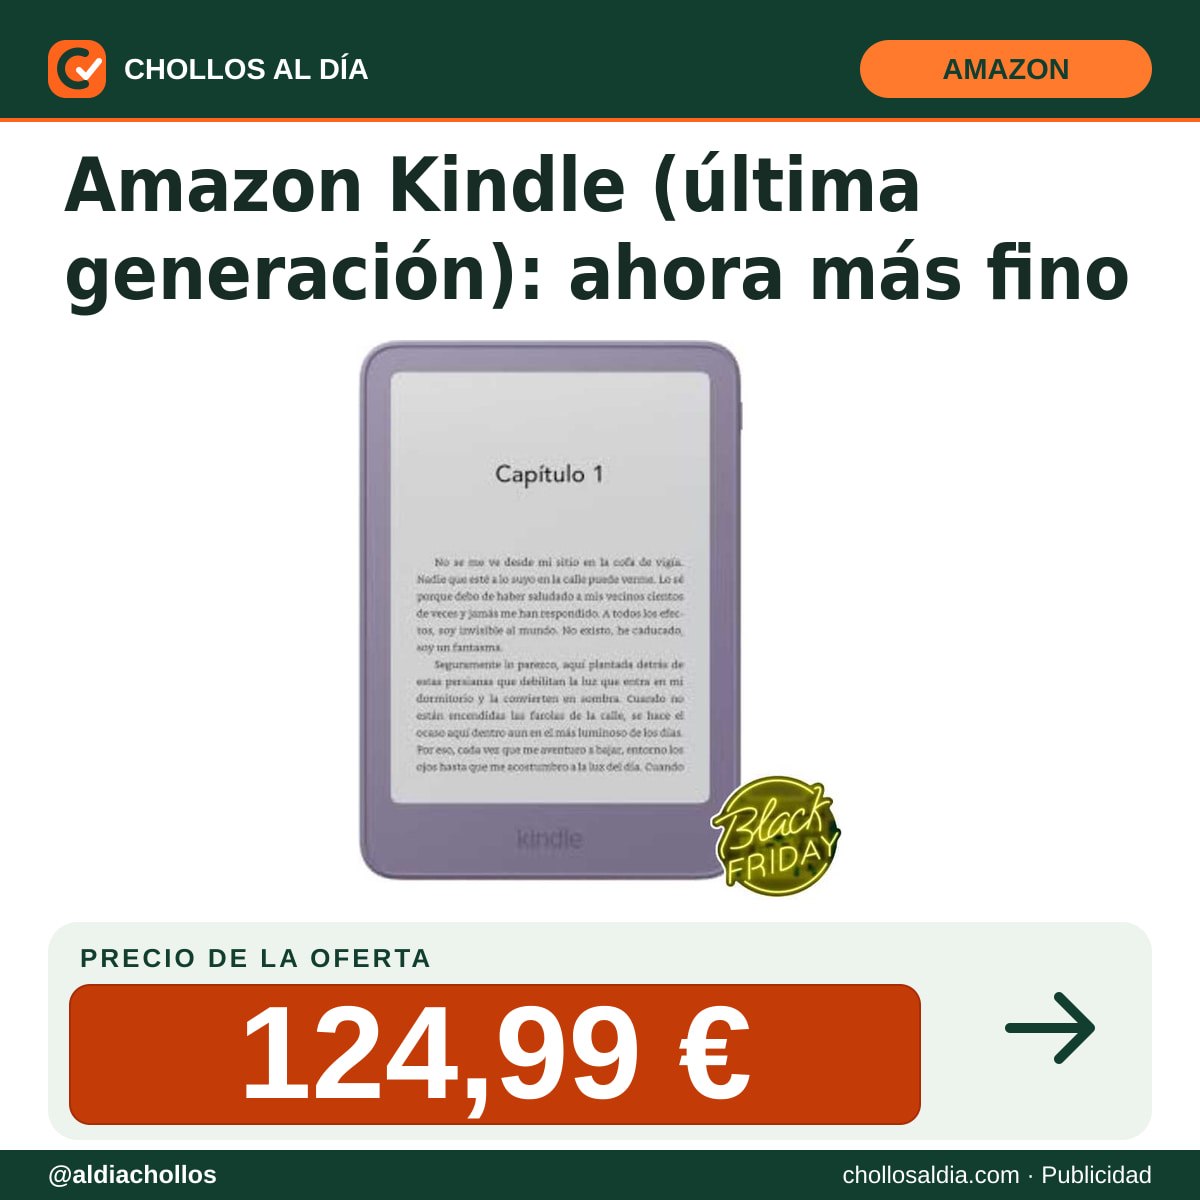 CHOLLOS AL DÍA
AMAZON
Amazon Kindle (última
generación): ahora más fino
Capítulo 1
No se me ve desde mi sitio en la cofa de vigía.
Nadie que esté a lo suyo en la calle puede verme. Lo sé
porque debo de haber saludado a mis vecinos cientos
de veces y jamás me han respondido. A todos los efec-
tos, soy invisible al mundo. No existo, he caducado,
soy un fantasma.
Seguramente lo parezco, aquí plantada detrás de
estas persianas que debilitan la luz que entra en mi
dormitorio y la convierten en sombra. Cuando no
están encendidas las farolas de la calle, se hace el
ocaso aquí dentro aun en el más luminoso de los días.
Por eso, cada vez que me aventuro a bajar, entorno los
ojos hasta que me acostumbro a la luz del día. Cuando
kindle
Black
FRIDAY
PRECIO DE LA OFERTA
124,99 €
@aldiachollos
chollosaldia.com · Publicidad